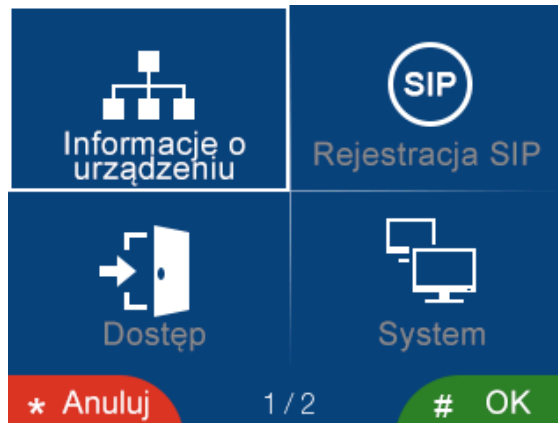 SIP
Informacje o
urządzeniu
Rejestracja SIP
Dostęp
System
* Anuluj
1/2
# OK